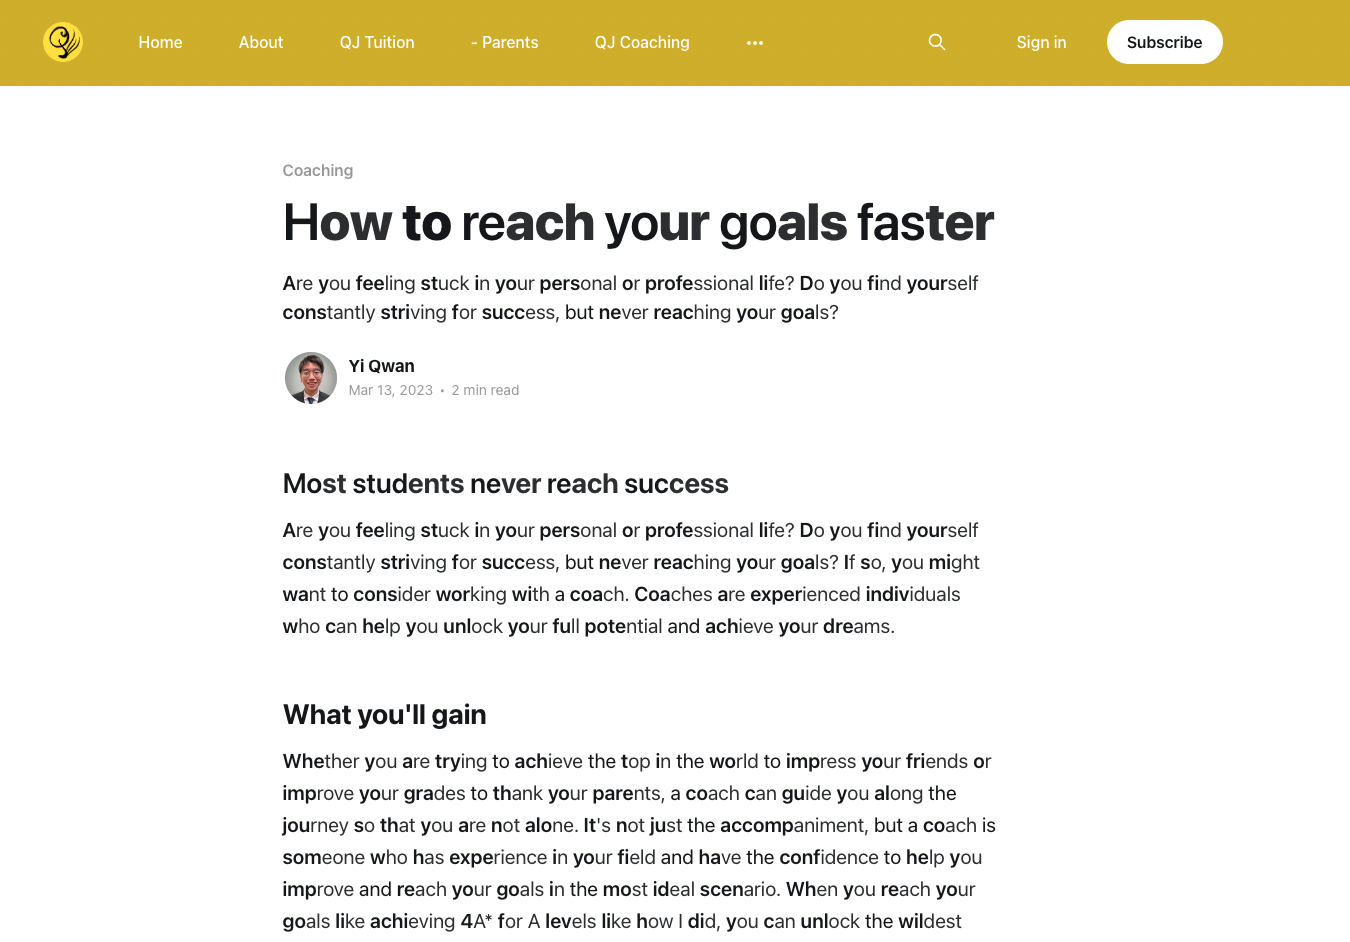 Home About QJ Tuition - Parents QJ Coaching ••• Sign in Subscribe
Coaching
How to reach your goals faster
Are you feeling stuck in your personal or professional life? Do you find yourself
constantly striving for success, but never reaching your goals?
Yi Qwan
Mar 13, 2023 • 2 min read
Most students never reach success
Are you feeling stuck in your personal or professional life? Do you find yourself
constantly striving for success, but never reaching your goals? If so, you might
want to consider working with a coach. Coaches are experienced individuals
who can help you unlock your full potential and achieve your dreams.
What you'll gain
Whether you are trying to achieve the top in the world to impress your friends or
improve your grades to thank your parents, a coach can guide you along the
journey so that you are not alone. It's not just the accompaniment, but a coach is
someone who has experience in your field and have the confidence to help you
improve and reach your goals in the most ideal scenario. When you reach your
goals like achieving 4A* for A levels like how I did, you can unlock the wildest